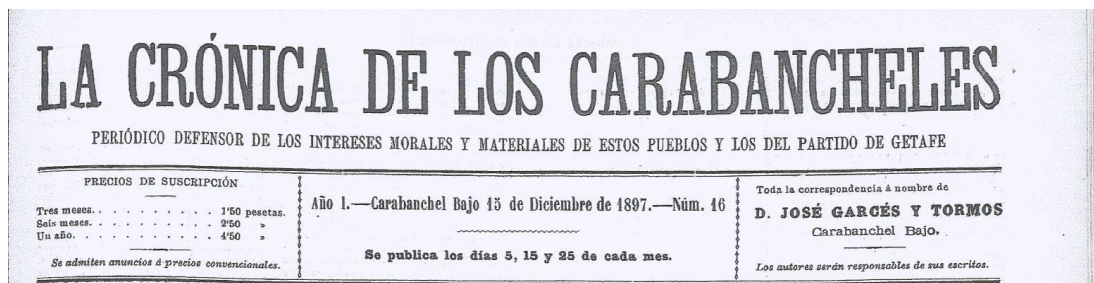 LA CRÓNICA DE LOS CARABANCHELES
PERIÓDICO DEFENSOR DE LOS INTERESES MORALES Y MATERIALES DE ESTOS PUEBLOS Y LOS DEL PARTIDO DE GETAFE
PRECIOS DE SUSCRIPCIÓN
Tres meses. . . . . . . . . . 1'50 pesetas.
Seis meses. . . . . . . . . . 2'50 »
Un año. . . . . . . . . . . 4'50 »
Se admiten anuncios á precios convencionales.
Año I.—Carabanchel Bajo 15 de Diciembre de 1897.—Núm. 16
Se publica los días 5, 15 y 25 de cada mes.
Toda la correspondencia á nombre de
D. JOSÉ GARCÉS Y TORMOS
Carabanchel Bajo.
Los autores serán responsables de sus escritos.